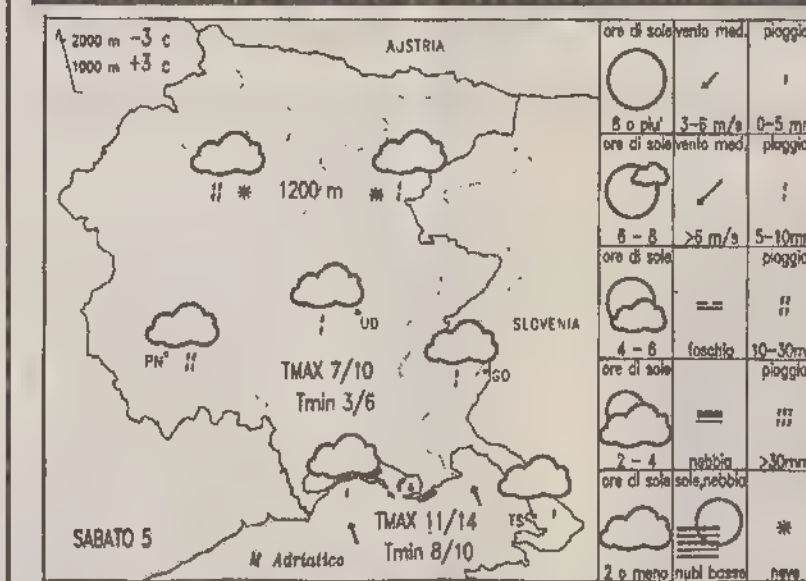 2000 m -3 c
1000 m +3 c
AUSTRIA
1200 m
UD
SLOVENIA
PN
GO
TMAX 7/10
Tmin 3/6
TS
TMAX 11/14
Tmin 8/10
SABATO 5
M Adriatico
ore di sole vento med. pioggia
8 o piu' 3-6 m/s 0-5 mm
ore di sole vento med. pioggia
6 - 8 >6 m/s 5-10mm
ore di sole pioggia
4 - 6 foschia 10-30m
ore di sole pioggia
2 - 4 nebbia >30mm
ore di sole sole,nebbia
2 o meno nubi basse neve